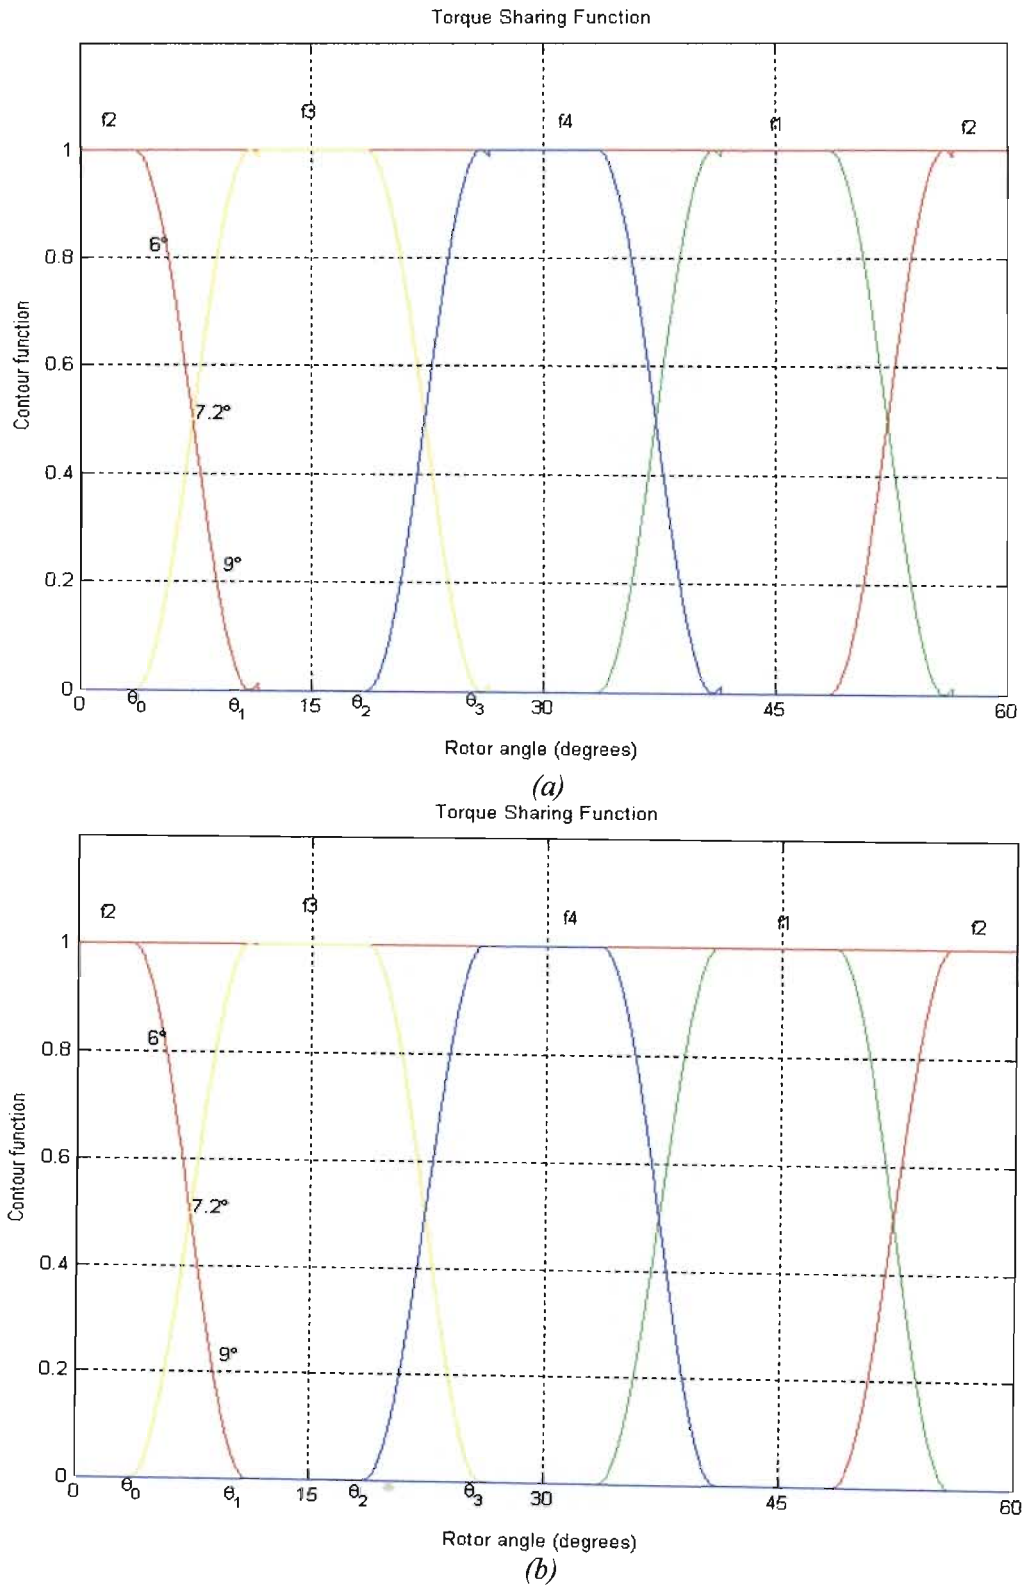 Torque Sharing Function
f2 f3 f4 f1 f2
1
6°
0.8
0.6
7.2°
0.4
9°
0.2
0
Contour function
0 θ0 θ1 15 θ2 θ3 30 45 60
Rotor angle (degrees)
(a)
Torque Sharing Function
f2 f3 f4 f1 f2
1
6°
0.8
0.6
7.2°
0.4
9°
0.2
0
Contour function
0 θ0 θ1 15 θ2 θ3 30 45 60
Rotor angle (degrees)
(b)